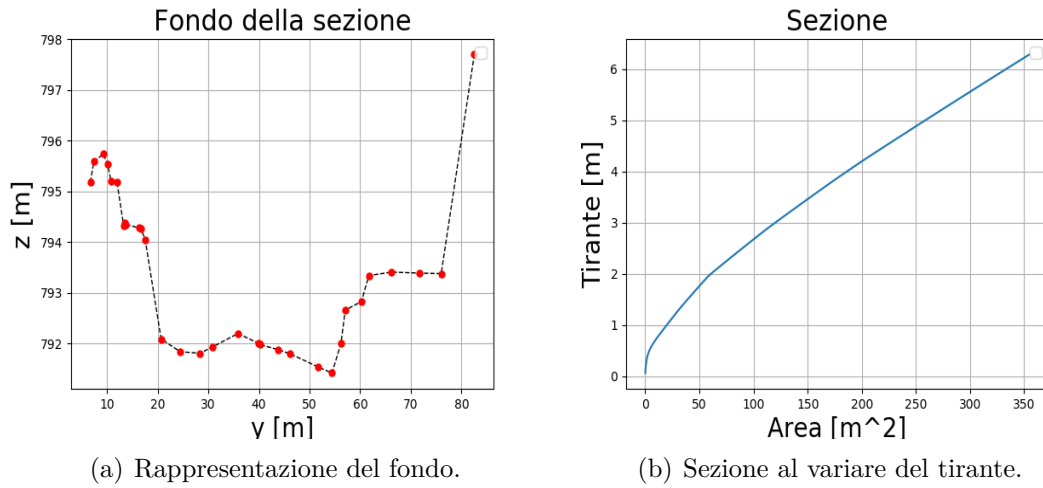 Fondo della sezione
798
797
796
795
794
793
792
z [m]
10 20 30 40 50 60 70 80
y [m]
(a) Rappresentazione del fondo.
Sezione
6
5
4
3
2
1
0
Tirante [m]
0 50 100 150 200 250 300 350
Area [m^2]
(b) Sezione al variare del tirante.